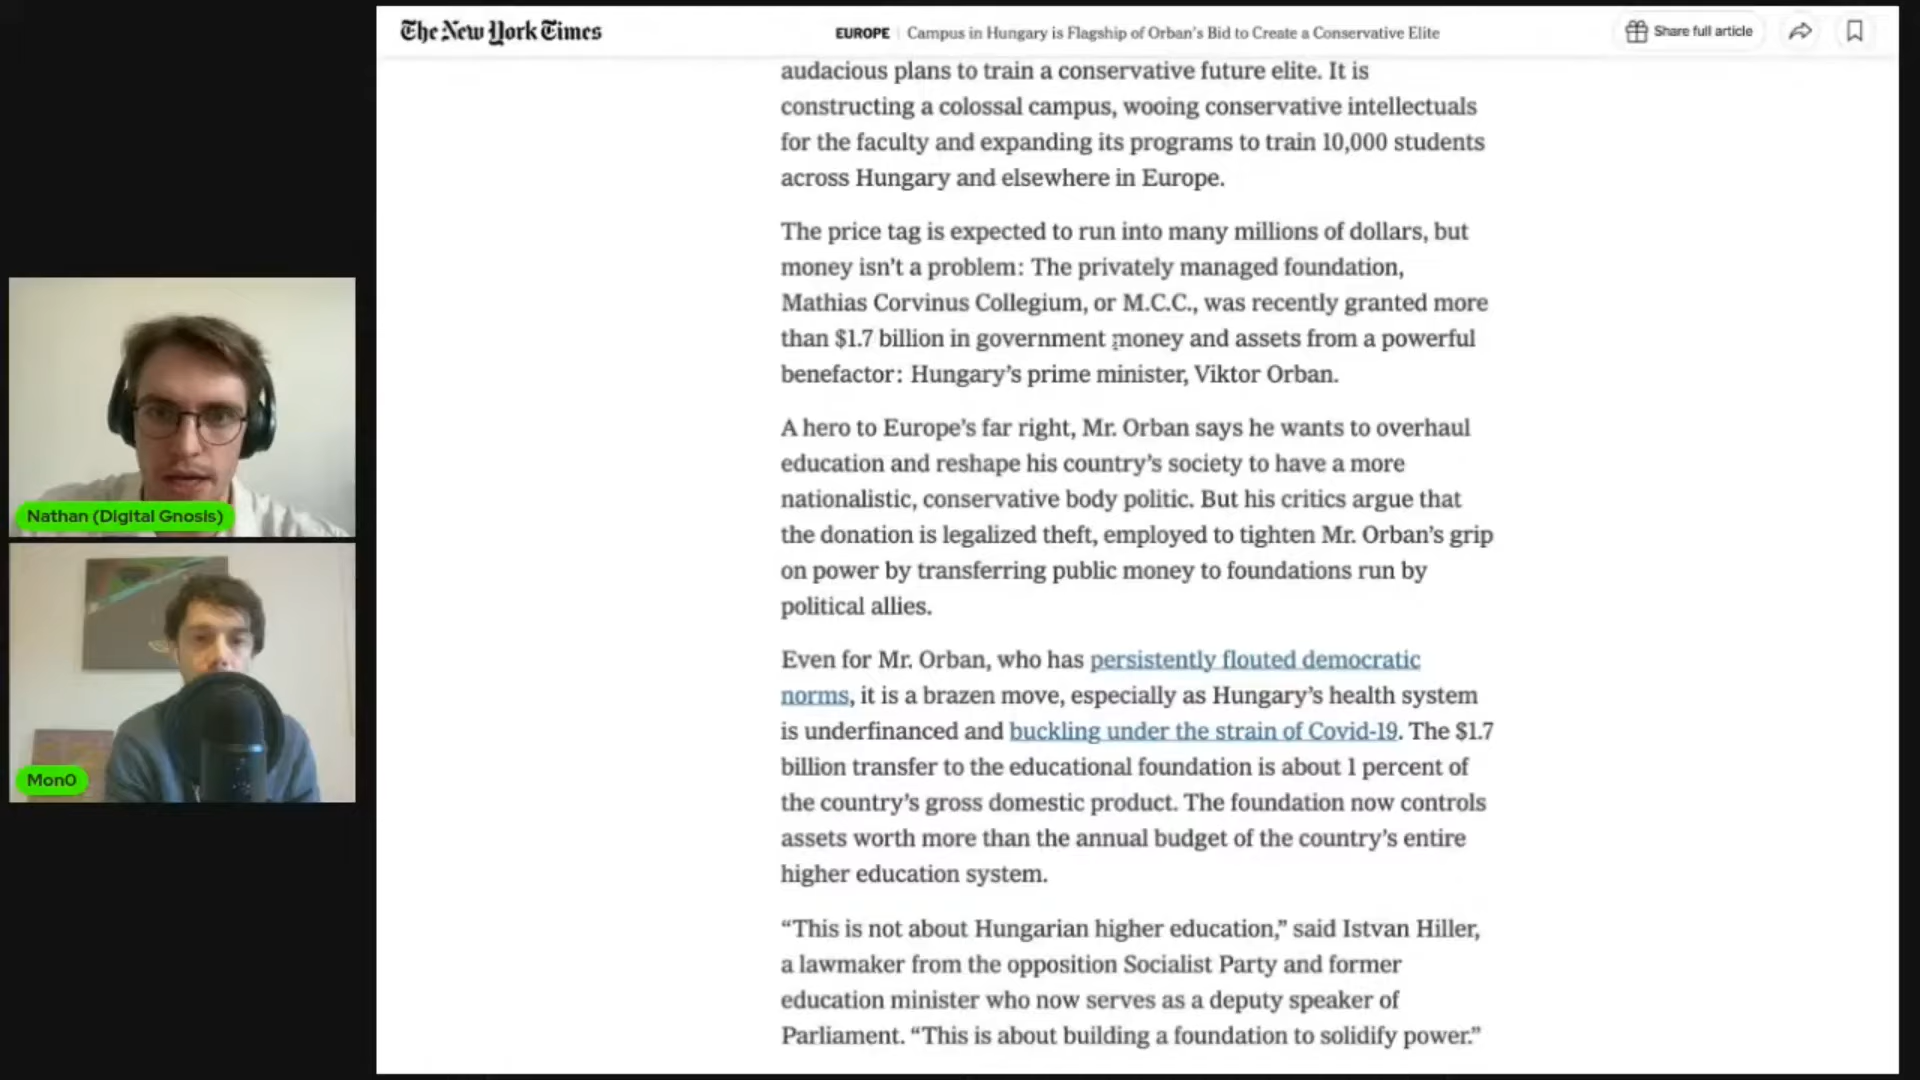 The New York Times
EUROPE | Campus in Hungary is Flagship of Orban's Bid to Create a Conservative Elite
Share full article
audacious plans to train a conservative future elite. It is
constructing a colossal campus, wooing conservative intellectuals
for the faculty and expanding its programs to train 10,000 students
across Hungary and elsewhere in Europe.
The price tag is expected to run into many millions of dollars, but
money isn't a problem: The privately managed foundation,
Mathias Corvinus Collegium, or M.C.C., was recently granted more
than $1.7 billion in government money and assets from a powerful
benefactor: Hungary's prime minister, Viktor Orban.
A hero to Europe's far right, Mr. Orban says he wants to overhaul
education and reshape his country's society to have a more
nationalistic, conservative body politic. But his critics argue that
the donation is legalized theft, employed to tighten Mr. Orban's grip
on power by transferring public money to foundations run by
political allies.
Even for Mr. Orban, who has persistently flouted democratic
norms, it is a brazen move, especially as Hungary's health system
is underfinanced and buckling under the strain of Covid-19. The $1.7
billion transfer to the educational foundation is about 1 percent of
the country's gross domestic product. The foundation now controls
assets worth more than the annual budget of the country's entire
higher education system.
“This is not about Hungarian higher education,” said Istvan Hiller,
a lawmaker from the opposition Socialist Party and former
education minister who now serves as a deputy speaker of
Parliament. “This is about building a foundation to solidify power.”
Nathan (Digital Gnosis)
Mon0